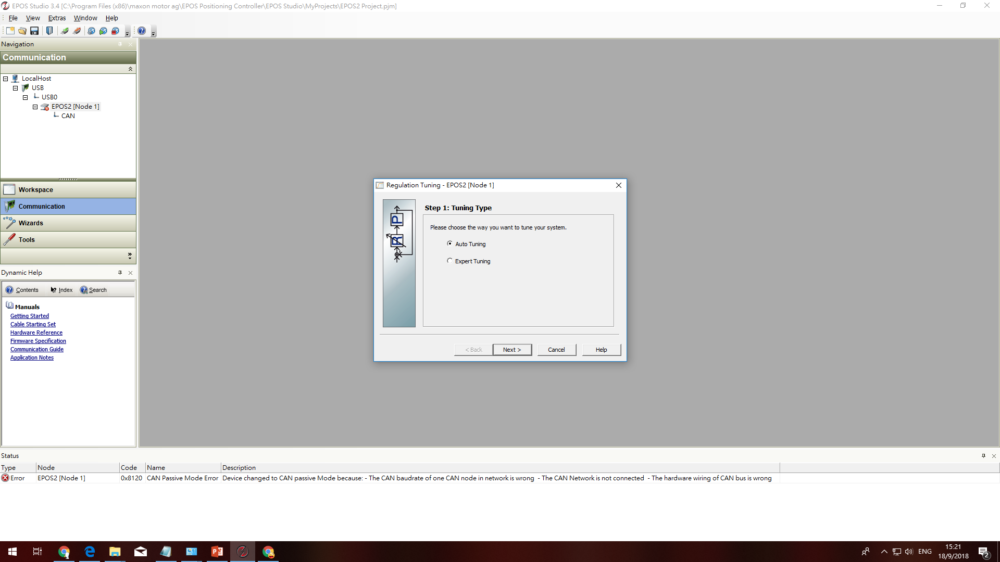 EPOS Studio 3.4 [C:\Program Files (x86)\maxon motor ag\EPOS Positioning Controller\EPOS Studio\MyProjects\EPOS2 Project.pjm]
File View Extras Window Help
Navigation
Communication
LocalHost
USB
USB0
EPOS2 [Node 1]
CAN
Workspace
Communication
Wizards
Tools
Dynamic Help
Contents Index Search
Manuals
Getting Started
Cable Starting Set
Hardware Reference
Firmware Specification
Communication Guide
Application Notes
Regulation Tuning - EPOS2 [Node 1]
P
R
Step 1: Tuning Type
Please choose the way you want to tune your system.
Auto Tuning
Expert Tuning
< Back Next > Cancel Help
Status
Type Node Code Name Description
Error EPOS2 [Node 1] 0x8120 CAN Passive Mode Error Device changed to CAN passive Mode because: - The CAN baudrate of one CAN node in network is wrong - The CAN Network is not connected - The hardware wiring of CAN bus is wrong
ENG
15:21
18/9/2018
2